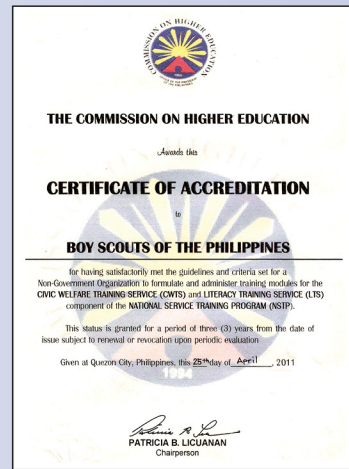 COMMISSION ON HIGHER EDUCATION
OFFICE OF THE PRESIDENT
THE COMMISSION ON HIGHER EDUCATION
Awards this
CERTIFICATE OF ACCREDITATION
to
BOY SCOUTS OF THE PHILIPPINES
for having satisfactorily met the guidelines and criteria set for a
Non-Government Organization to formulate and administer training modules for the
CIVIC WELFARE TRAINING SERVICE (CWTS) and LITERACY TRAINING SERVICE (LTS)
component of the NATIONAL SERVICE TRAINING PROGRAM (NSTP).
This status is granted for a period of three (3) years from the date of
issue subject to renewal or revocation upon periodic evaluation
Given at Quezon City, Philippines, this 25th day of April, 2011
1994
PATRICIA B. LICUANAN
Chairperson